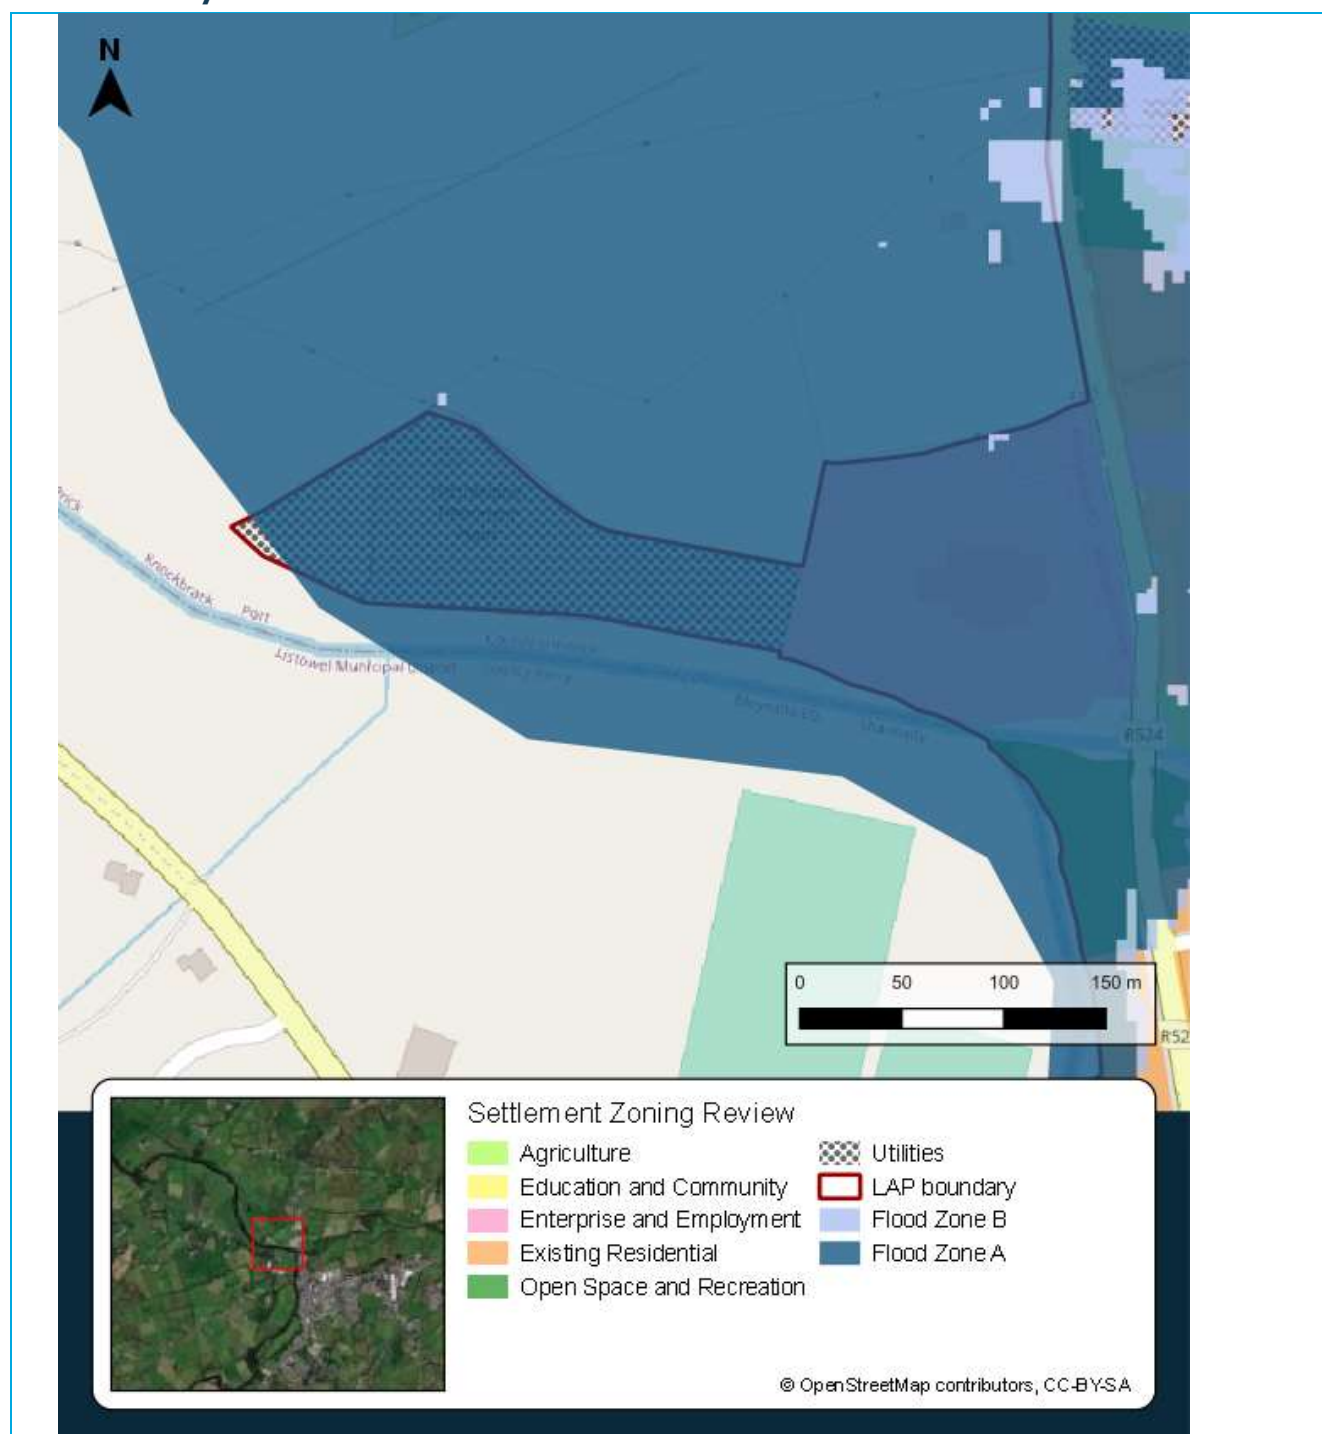 N
Knockbrack
Port
Listowel Municipal District
R524
0 50 100 150 m
R52
Settlement Zoning Review
Agriculture
Education and Community
Enterprise and Employment
Existing Residential
Open Space and Recreation
Utilities
LAP boundary
Flood Zone B
Flood Zone A
© OpenStreetMap contributors, CC-BY-SA